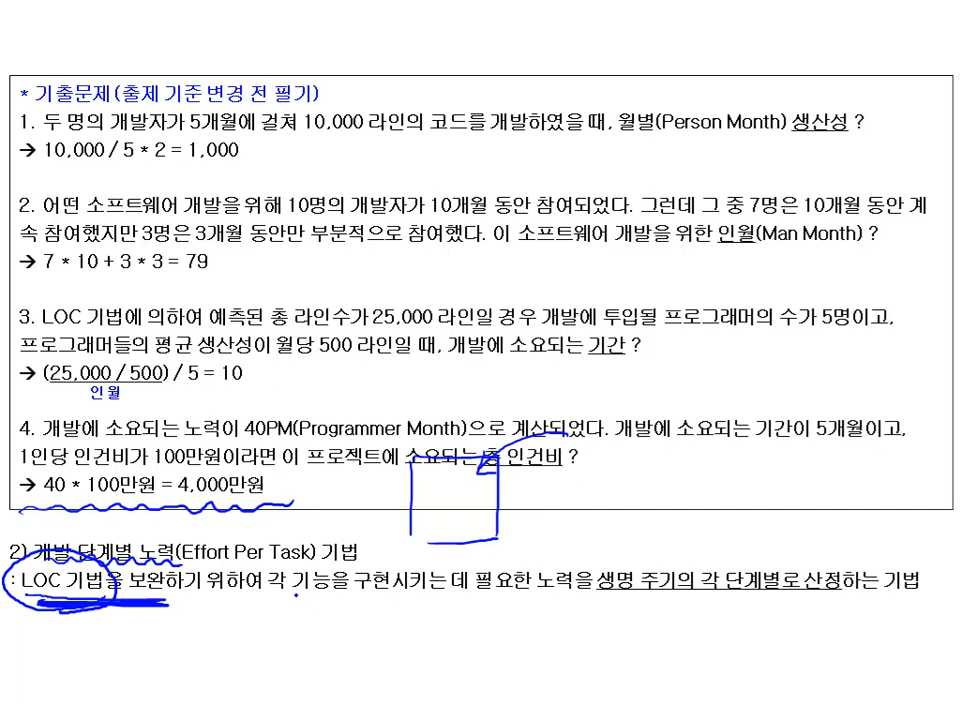 * 기출문제(출제 기준 변경 전 필기)
1. 두 명의 개발자가 5개월에 걸쳐 10,000 라인의 코드를 개발하였을 때, 월별(Person Month) 생산성 ?
→ 10,000 / 5 * 2 = 1,000
2. 어떤 소프트웨어 개발을 위해 10명의 개발자가 10개월 동안 참여되었다. 그런데 그 중 7명은 10개월 동안 계
속 참여했지만 3명은 3개월 동안만 부분적으로 참여했다. 이 소프트웨어 개발을 위한 인월(Man Month) ?
→ 7 * 10 + 3 * 3 = 79
3. LOC 기법에 의하여 예측된 총 라인수가 25,000 라인일 경우 개발에 투입될 프로그래머의 수가 5명이고,
프로그래머들의 평균 생산성이 월당 500 라인일 때, 개발에 소요되는 기간 ?
→ (25,000 / 500) / 5 = 10
인월
4. 개발에 소요되는 노력이 40PM(Programmer Month)으로 계산되었다. 개발에 소요되는 기간이 5개월이고,
1인당 인건비가 100만원이라면 이 프로젝트에 소요되는 총 인건비 ?
→ 40 * 100만원 = 4,000만원
2) 개발 단계별 노력(Effort Per Task) 기법
: LOC 기법을 보완하기 위하여 각 기능을 구현시키는 데 필요한 노력을 생명 주기의 각 단계별로 산정하는 기법